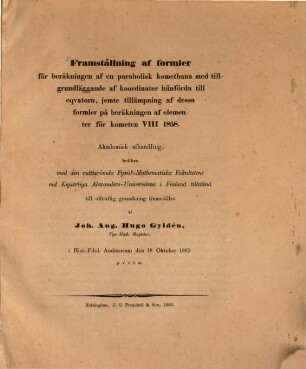 Framställning af formler
för beräkningen af en parabolisk kometbana med till-
grundläggande af koordinater hänförda till
eqvatorn, jemte tillämpning af dessa
formler på beräkningen af elemen-
ter för kometen VIII 1858.
Akademisk afhandling,
hvilken
med den vidtberömda Fysisk-Mathematiska Fakultetens
vid Kejserliga Alexanders-Universitetet i Finland tillstånd
till offentlig granskning framställes
af
Joh. Aug. Hugo Gyldén,
Fys.-Math. Magister,
i Hist.-Filol. Auditorium den 18 Oktober 1862
p. v. t. f. m.
Helsingfors, J. C. Frenckell & Son, 1862.